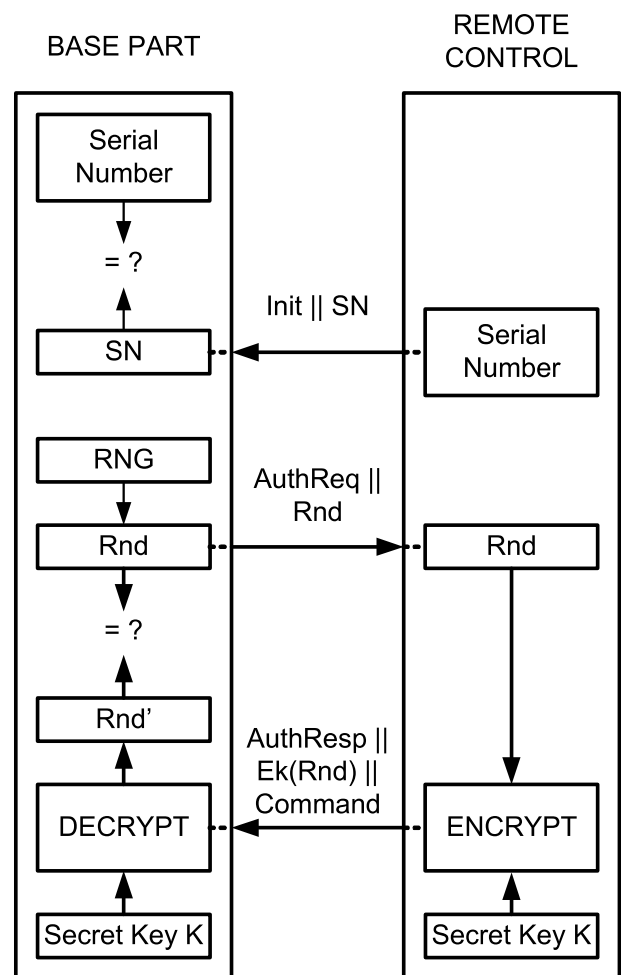 BASE PART
REMOTE
CONTROL
Serial
Number
= ?
Init || SN
SN
Serial
Number
RNG
AuthReq ||
Rnd
Rnd
Rnd
= ?
Rnd’
AuthResp ||
Ek(Rnd) ||
Command
DECRYPT
ENCRYPT
Secret Key K
Secret Key K